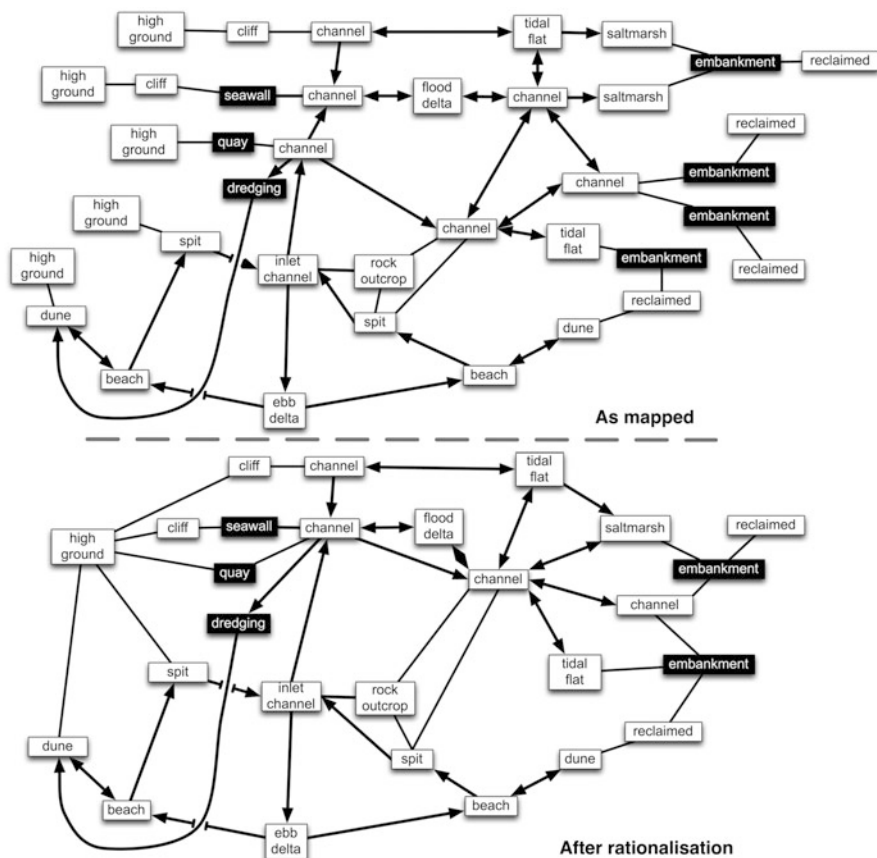 high
ground
cliff
channel
tidal
flat
saltmarsh
embankment
reclaimed
high
ground
cliff
seawall
channel
flood
delta
channel
saltmarsh
reclaimed
high
ground
quay
channel
embankment
channel
dredging
embankment
high
ground
spit
channel
tidal
flat
high
ground
inlet
channel
rock
outcrop
embankment
reclaimed
dune
spit
dune
reclaimed
beach
beach
ebb
delta
As mapped
cliff
channel
tidal
flat
high
ground
cliff
seawall
channel
flood
delta
saltmarsh
reclaimed
quay
channel
embankment
channel
dredging
spit
tidal
flat
embankment
inlet
channel
rock
outcrop
dune
spit
dune
reclaimed
beach
beach
ebb
delta
After rationalisation